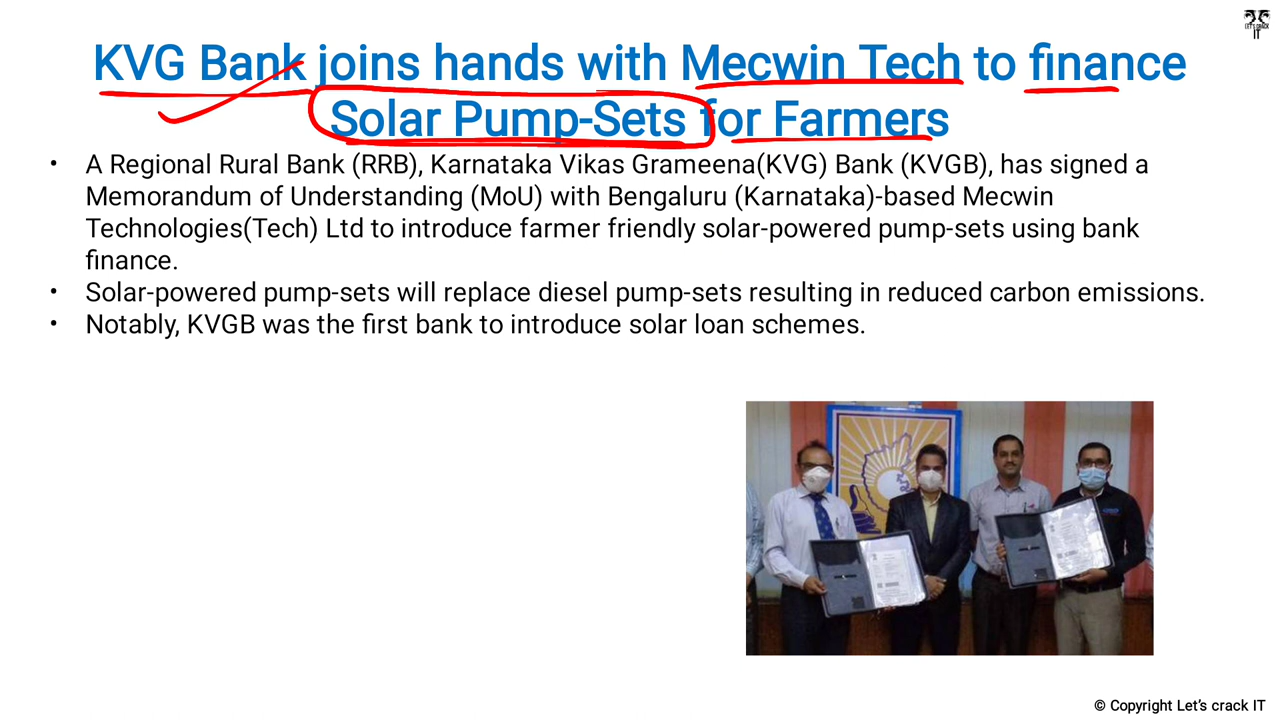 LET'S CRACK
IT
KVG Bank joins hands with Mecwin Tech to finance
Solar Pump-Sets for Farmers
• A Regional Rural Bank (RRB), Karnataka Vikas Grameena(KVG) Bank (KVGB), has signed a
Memorandum of Understanding (MoU) with Bengaluru (Karnataka)-based Mecwin
Technologies(Tech) Ltd to introduce farmer friendly solar-powered pump-sets using bank
finance.
• Solar-powered pump-sets will replace diesel pump-sets resulting in reduced carbon emissions.
• Notably, KVGB was the first bank to introduce solar loan schemes.
© Copyright Let's crack IT